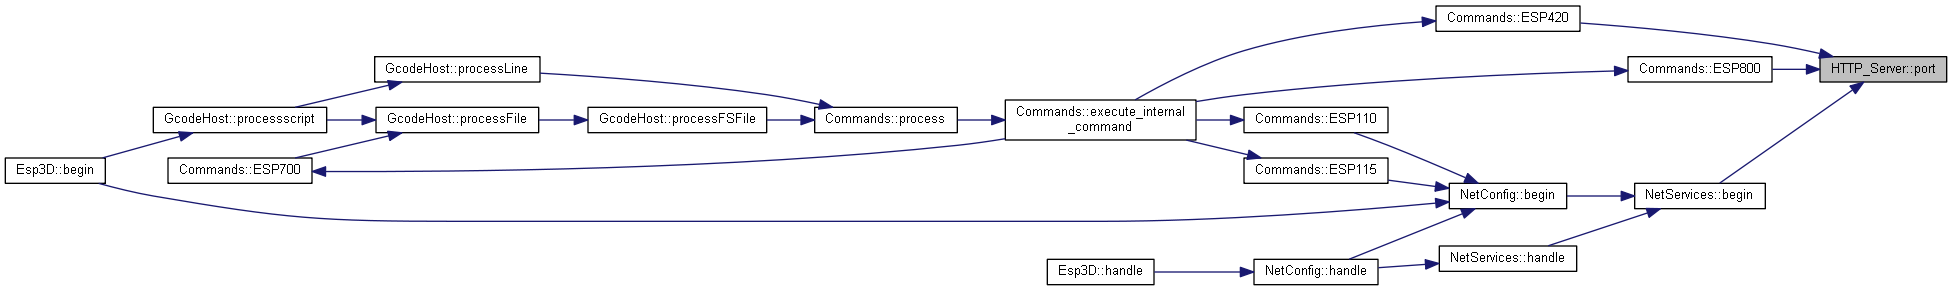 Commands::ESP420
GcodeHost::processLine
Commands::ESP800
HTTP_Server::port
GcodeHost::processscript
GcodeHost::processFile
GcodeHost::processFSFile
Commands::process
Commands::execute_internal
_command
Commands::ESP110
Esp3D::begin
Commands::ESP700
Commands::ESP115
NetConfig::begin
NetServices::begin
Esp3D::handle
NetConfig::handle
NetServices::handle